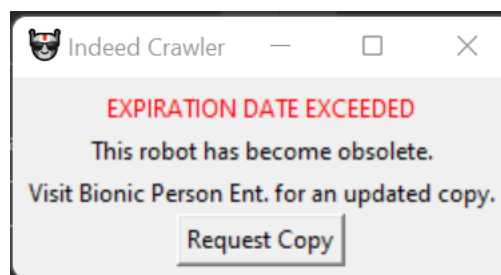 Indeed Crawler
EXPIRATION DATE EXCEEDED
This robot has become obsolete.
Visit Bionic Person Ent. for an updated copy.
Request Copy